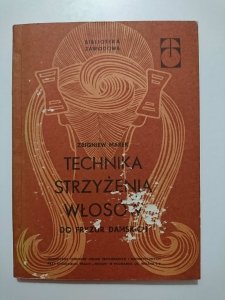 BIBLIOTEKA
ZAWODOWA
ZBIGNIEW MAREK
TECHNIKA
STRZYŻENIA
WŁOSÓW
DO FRYZUR DAMSKICH